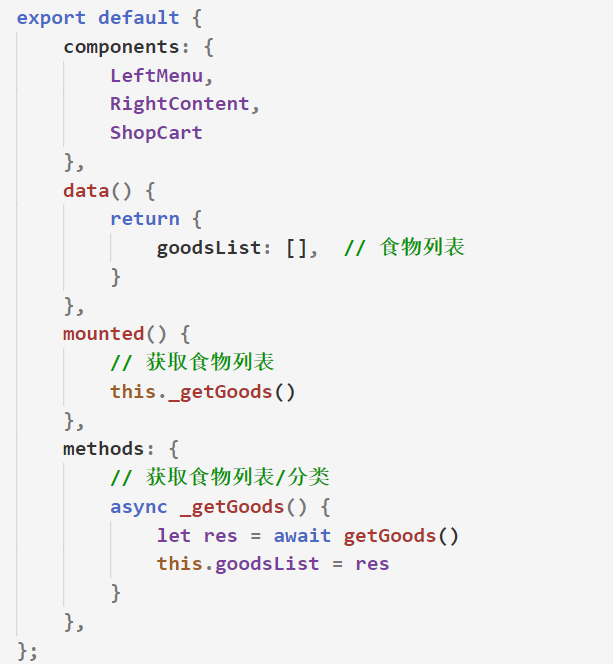 export default {
    components: {
        LeftMenu,
        RightContent,
        ShopCart
    },
    data() {
        return {
            goodsList: [],  // 食物列表
        }
    },
    mounted() {
        // 获取食物列表
        this._getGoods()
    },
    methods: {
        // 获取食物列表/分类
        async _getGoods() {
            let res = await getGoods()
            this.goodsList = res
        }
    },
};